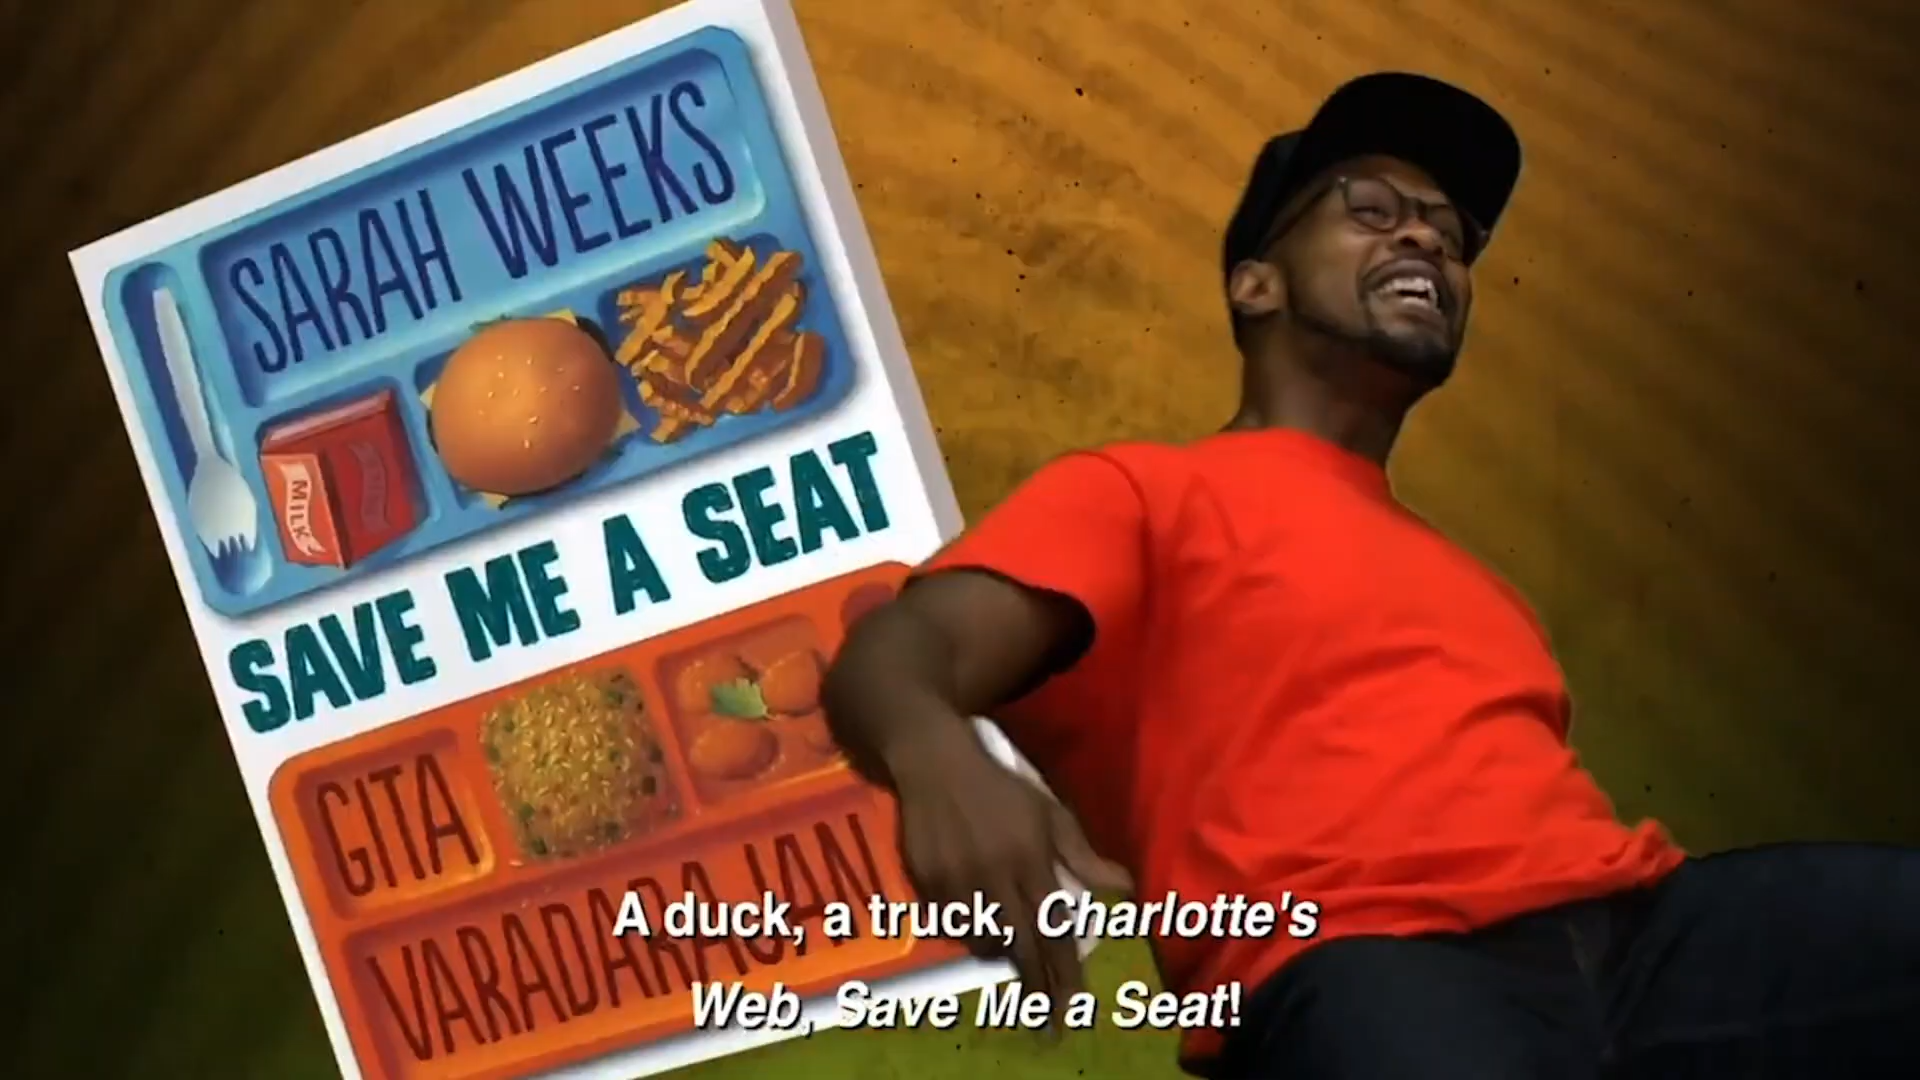 SARAH WEEKS
MILK
SAVE ME A SEAT
GITA
VARADARAJAN
A duck, a truck, Charlotte's
Web, Save Me a Seat!